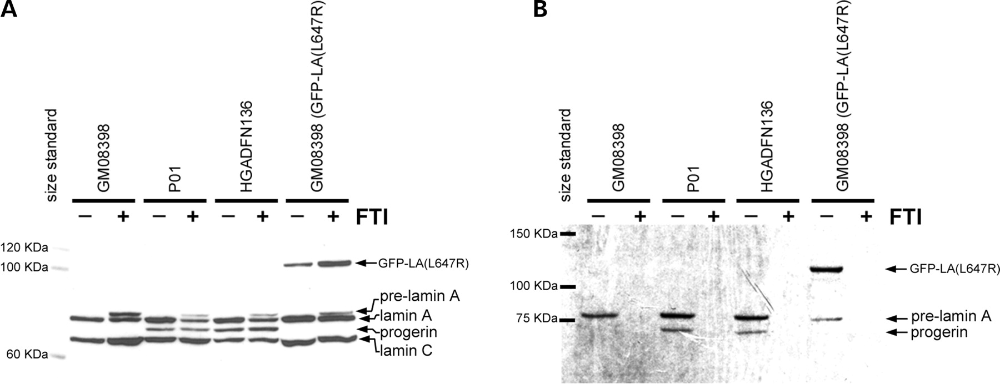 A
size standard
GM08398
P01
HGADFN136
GM08398 (GFP-LA(L647R)
– + – + – + – + FTI
120 KDa
100 KDa
GFP-LA(L647R)
pre-lamin A
lamin A
progerin
lamin C
60 KDa
B
size standard
GM08398
P01
HGADFN136
GM08398 (GFP-LA(L647R)
– + – + – + – + FTI
150 KDa
GFP-LA(L647R)
100 KDa
75 KDa
pre-lamin A
progerin